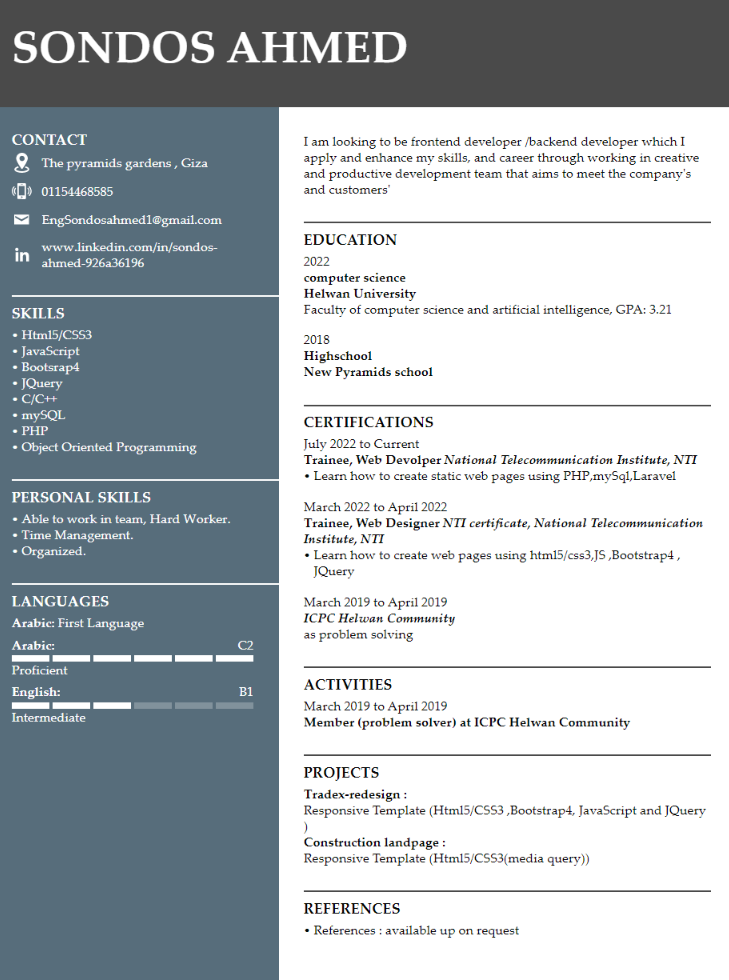 SONDOS AHMED
CONTACT
The pyramids gardens , Giza
01154468585
EngSondosahmed1@gmail.com
in
www.linkedin.com/in/sondos-
ahmed-926a36196
SKILLS
• Html5/CSS3
• JavaScript
• Bootsrap4
• JQuery
• C/C++
• mySQL
• PHP
• Object Oriented Programming
PERSONAL SKILLS
• Able to work in team, Hard Worker.
• Time Management.
• Organized.
LANGUAGES
Arabic: First Language
Arabic: C2
Proficient
English: B1
Intermediate
I am looking to be frontend developer /backend developer which I
apply and enhance my skills, and career through working in creative
and productive development team that aims to meet the company's
and customers'
EDUCATION
2022
computer science
Helwan University
Faculty of computer science and artificial intelligence, GPA: 3.21
2018
Highschool
New Pyramids school
CERTIFICATIONS
July 2022 to Current
Trainee, Web Devolper National Telecommunication Institute, NTI
• Learn how to create static web pages using PHP,mySql,Laravel
March 2022 to April 2022
Trainee, Web Designer NTI certificate, National Telecommunication
Institute, NTI
• Learn how to create web pages using html5/css3,JS ,Bootstrap4 ,
JQuery
March 2019 to April 2019
ICPC Helwan Community
as problem solving
ACTIVITIES
March 2019 to April 2019
Member (problem solver) at ICPC Helwan Community
PROJECTS
Tradex-redesign :
Responsive Template (Html5/CSS3 ,Bootstrap4, JavaScript and JQuery
)
Construction landpage :
Responsive Template (Html5/CSS3(media query))
REFERENCES
• References : available up on request